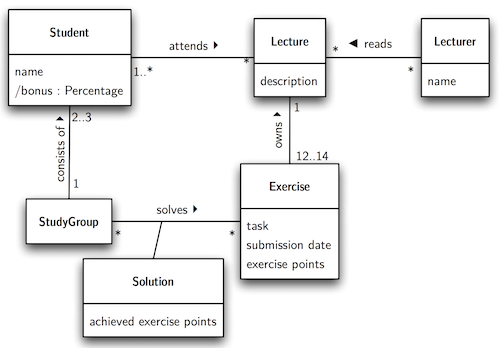 Student
name
/bonus : Percentage
attends
1..*
*
Lecture
description
*
reads
*
Lecturer
name
2..3
consists of
1
1
owns
12..14
StudyGroup
*
solves
*
Exercise
task
submission date
exercise points
Solution
achieved exercise points